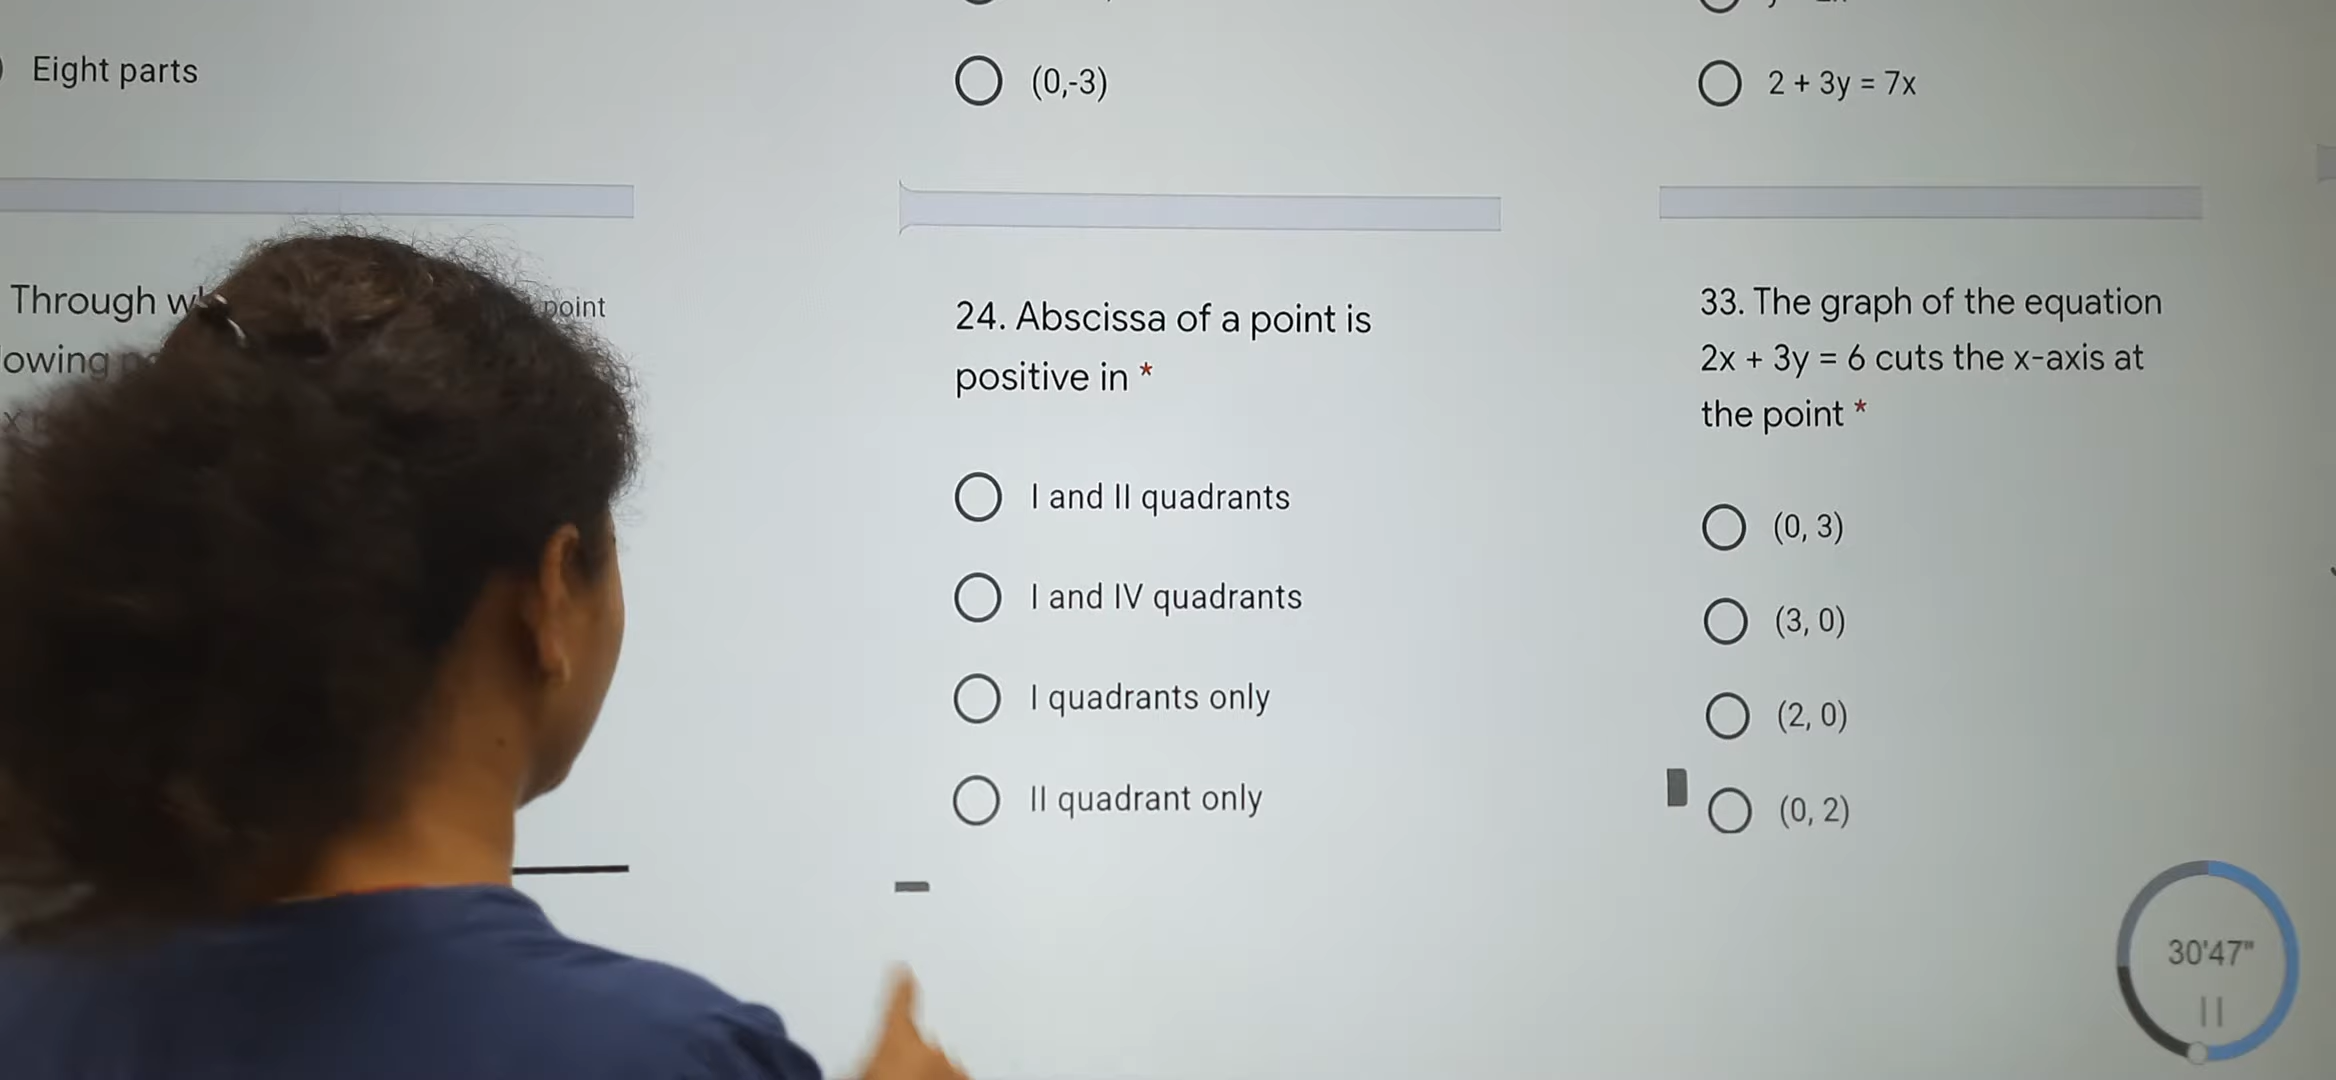 Eight parts
Through
point
owing
(0,-3)
24. Abscissa of a point is
positive in *
I and II quadrants
I and IV quadrants
I quadrants only
II quadrant only
2 + 3y = 7x
33. The graph of the equation
2x + 3y = 6 cuts the x-axis at
the point *
(0, 3)
(3, 0)
(2, 0)
(0, 2)
30'47"